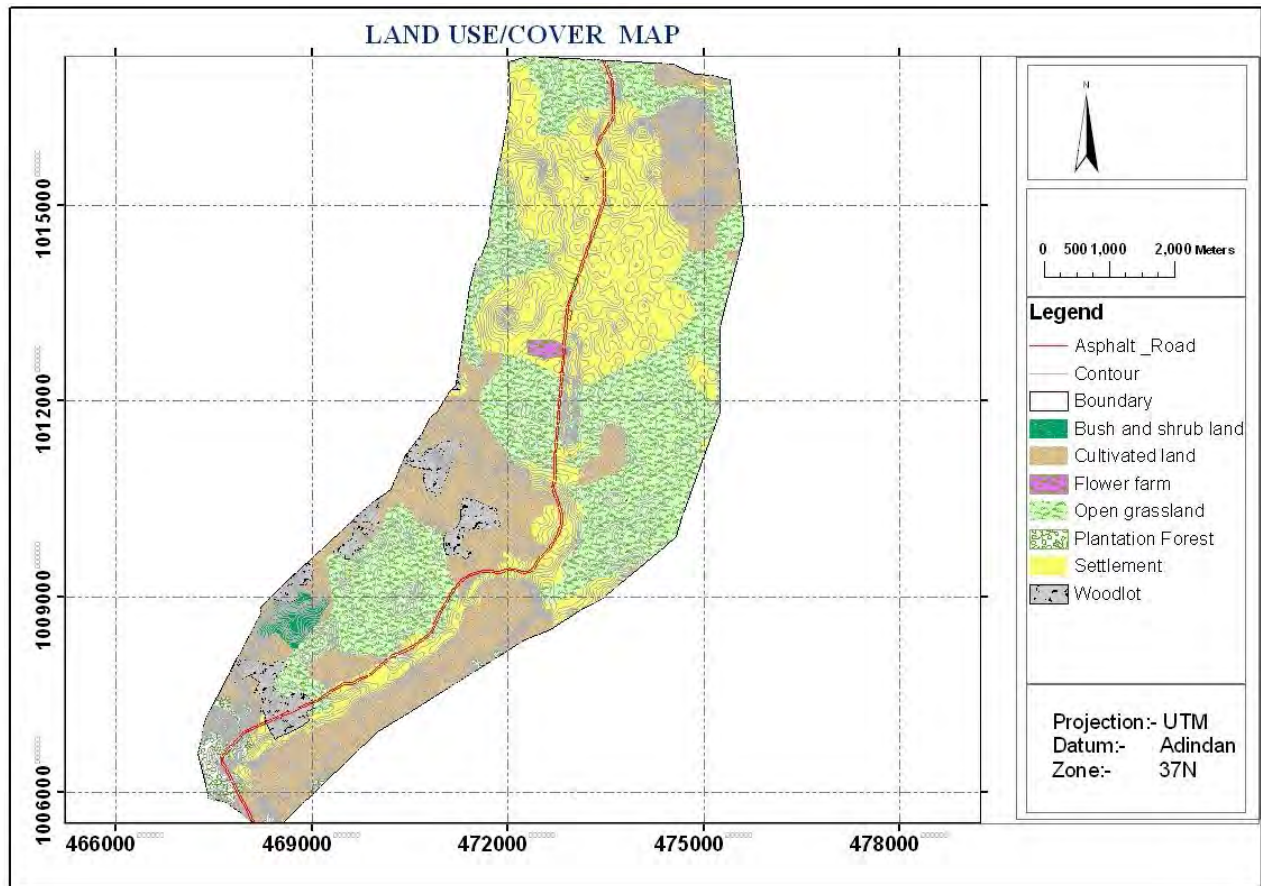 LAND USE/COVER MAP
1015000
1012000
1009000
1006000
466000
469000
472000
475000
478000
N
0 500 1,000 2,000 Meters
Legend
Asphalt _Road
Contour
Boundary
Bush and shrub land
Cultivated land
Flower farm
Open grassland
Plantation Forest
Settlement
Woodlot
Projection:- UTM
Datum:- Adindan
Zone:- 37N